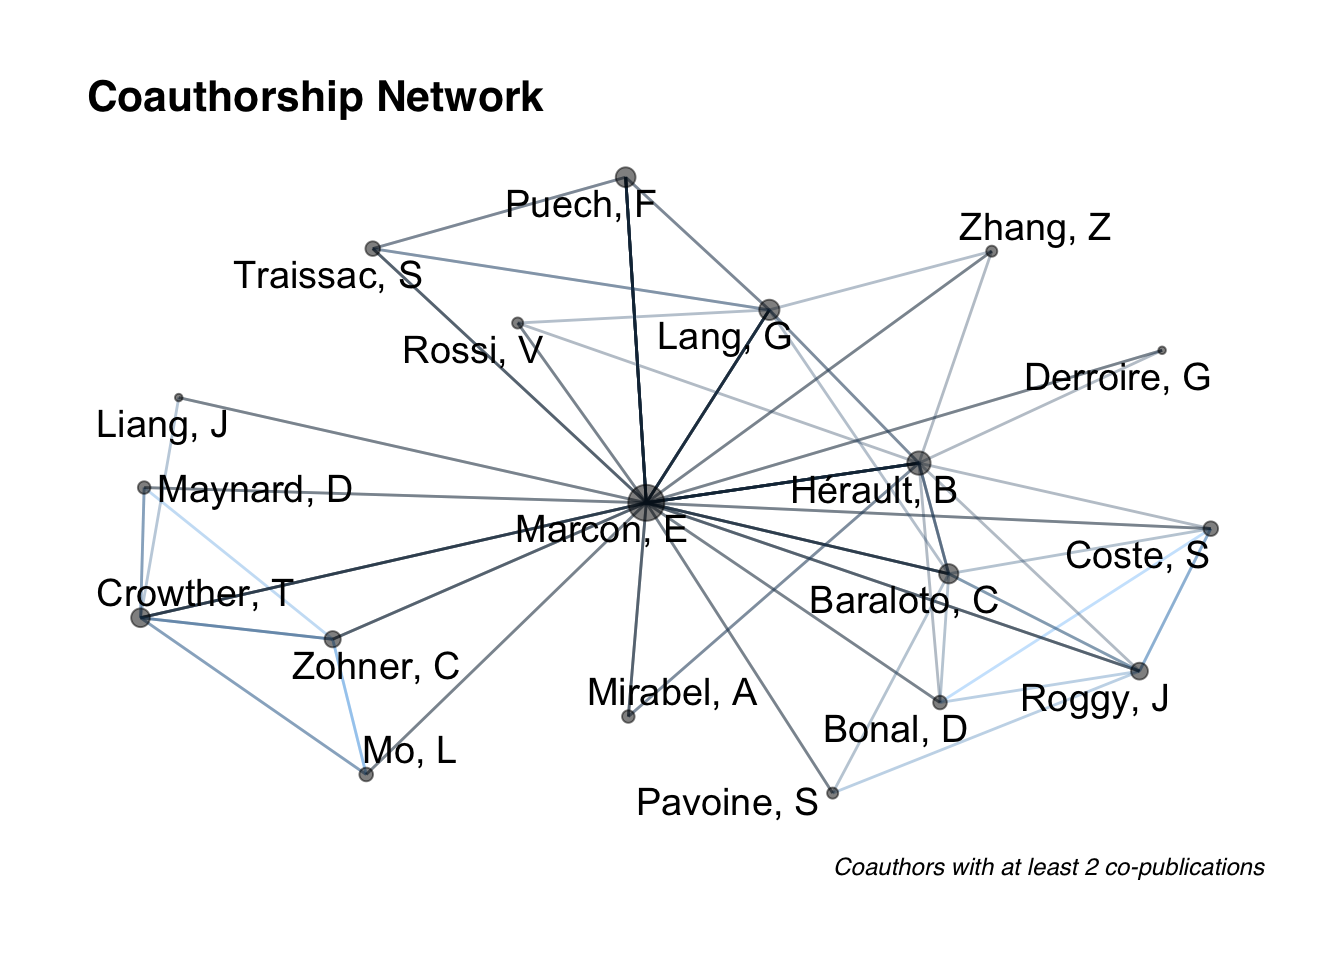 Coauthorship Network
Puech, F
Zhang, Z
Traissac, S
Lang, G
Rossi, V
Derroire, G
Liang, J
Maynard, D
Hérault, B
Marcon, E
Coste, S
Crowther, T
Baraloto, C
Zohner, C
Mirabel, A
Roggy, J
Bonal, D
Mo, L
Pavoine, S
Coauthors with at least 2 co-publications